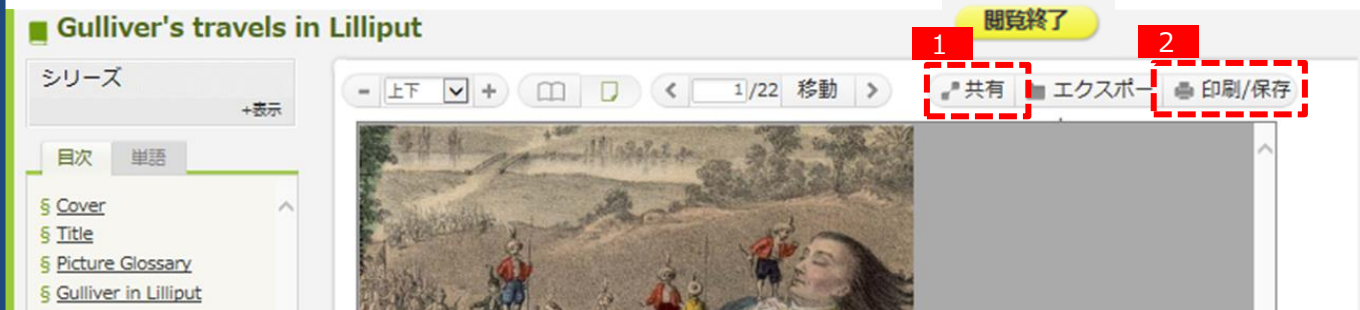 Gulliver's travels in Lilliput
閲覧終了
1
2
シリーズ
+表示
- 上下 +
1/22 移動
共有
エクスポー
印刷/保存
目次
単語
§ Cover
§ Title
§ Picture Glossary
§ Gulliver in Lilliput